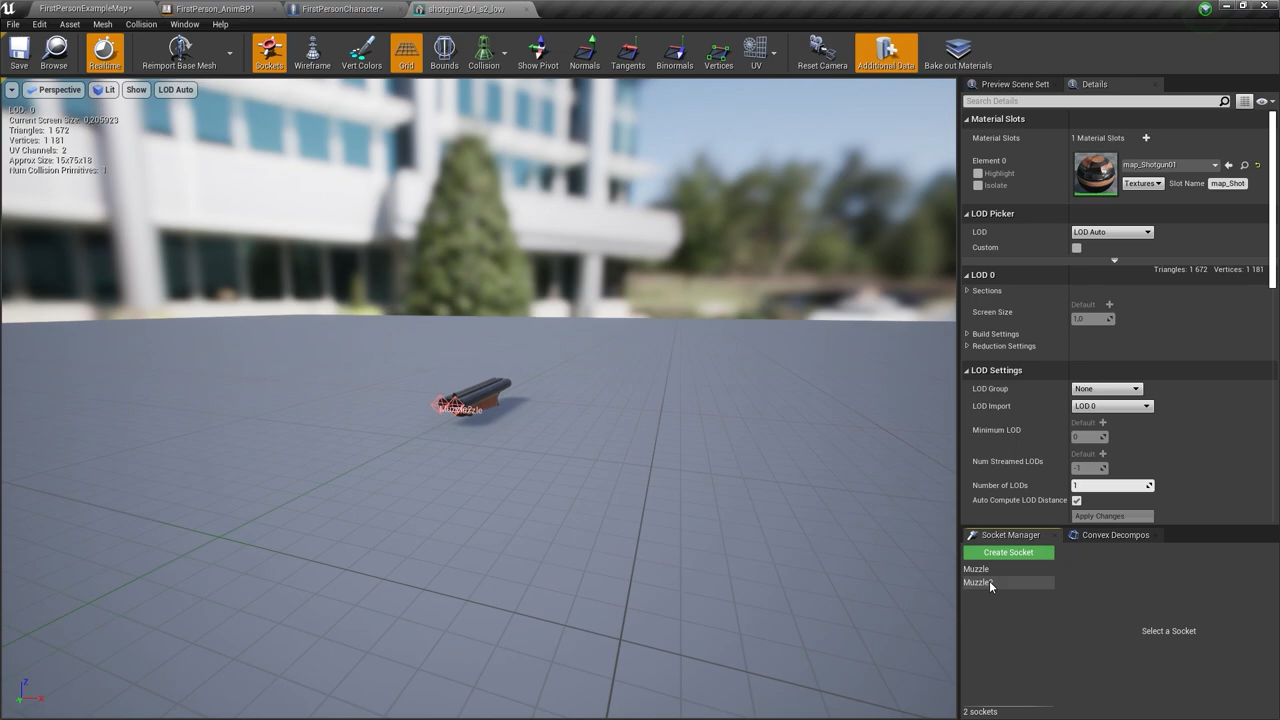 FirstPersonExampleMap*
FirstPerson_AnimBP1
FirstPersonCharacter*
shotgun2_04_s2_low
File Edit Asset Mesh Collision Window Help
Save Browse Realtime Reimport Base Mesh Sockets Wireframe Vert Colors Grid Bounds Collision Show Pivot Normals Tangents Binormals Vertices UV Reset Camera Additional Data Bake out Materials
Perspective Lit Show LOD Auto
LOD: 0
Current Screen Size: 0,205923
Triangles: 1 672
Vertices: 1 181
UV Channels: 2
Approx Size: 15x75x18
Num Collision Primitives: 1
Z
X
Preview Scene Sett
Details
Search Details
Material Slots
Material Slots 1 Material Slots
Element 0
Highlight
Isolate
map_Shotgun01
Textures Slot Name map_Shot
LOD Picker
LOD LOD Auto
Custom
Triangles: 1 672 Vertices: 1 181
LOD 0
Sections
Screen Size
Default
1,0
Build Settings
Reduction Settings
LOD Settings
LOD Group None
LOD Import LOD 0
Minimum LOD
Default
0
Num Streamed LODs
Default
-1
Number of LODs 1
Auto Compute LOD Distance
Apply Changes
Socket Manager
Convex Decompos
Create Socket
Muzzle
Muzzle2
Select a Socket
2 sockets